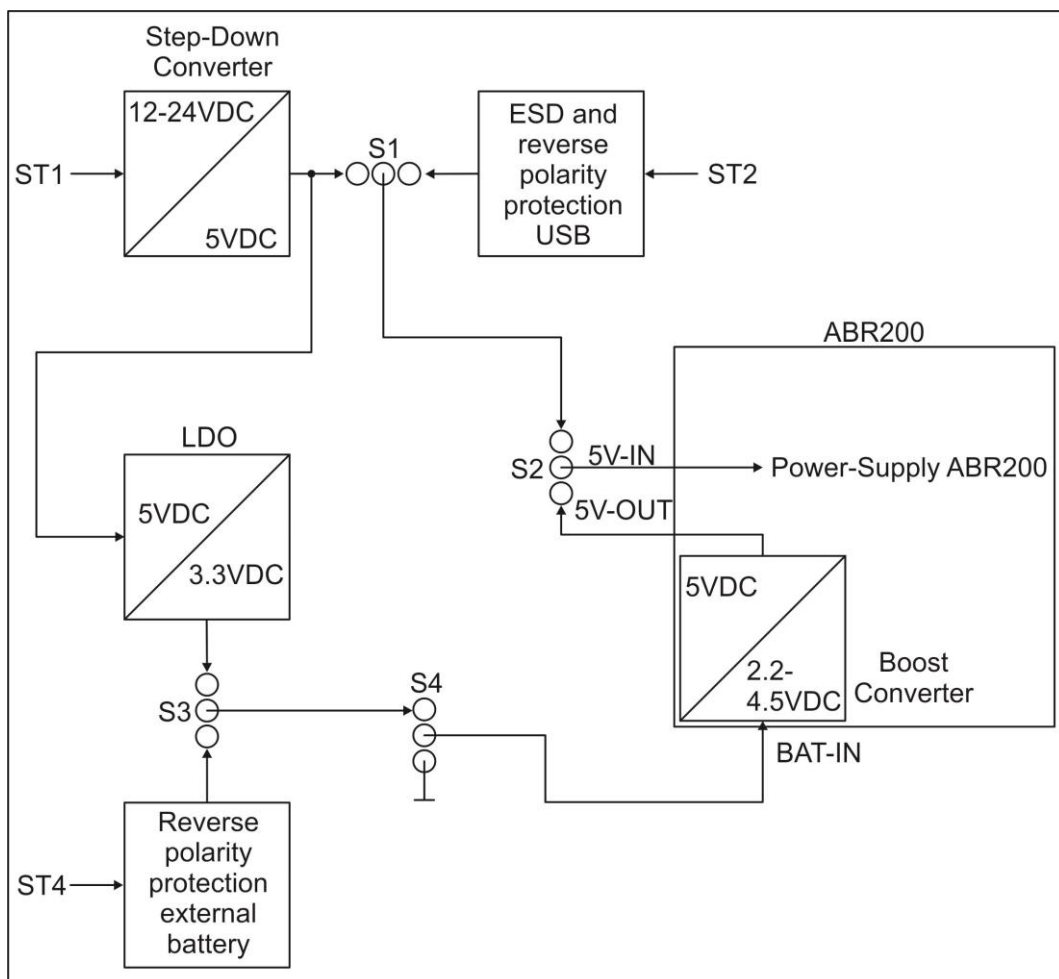 Step-Down
Converter
12-24VDC
5VDC
ST1
S1
ESD and
reverse
polarity
protection
USB
ST2
ABR200
S2
5V-IN
Power-Supply ABR200
5V-OUT
LDO
5VDC
3.3VDC
5VDC
2.2-
4.5VDC
Boost
Converter
BAT-IN
S3
S4
Reverse
polarity
protection
external
battery
ST4